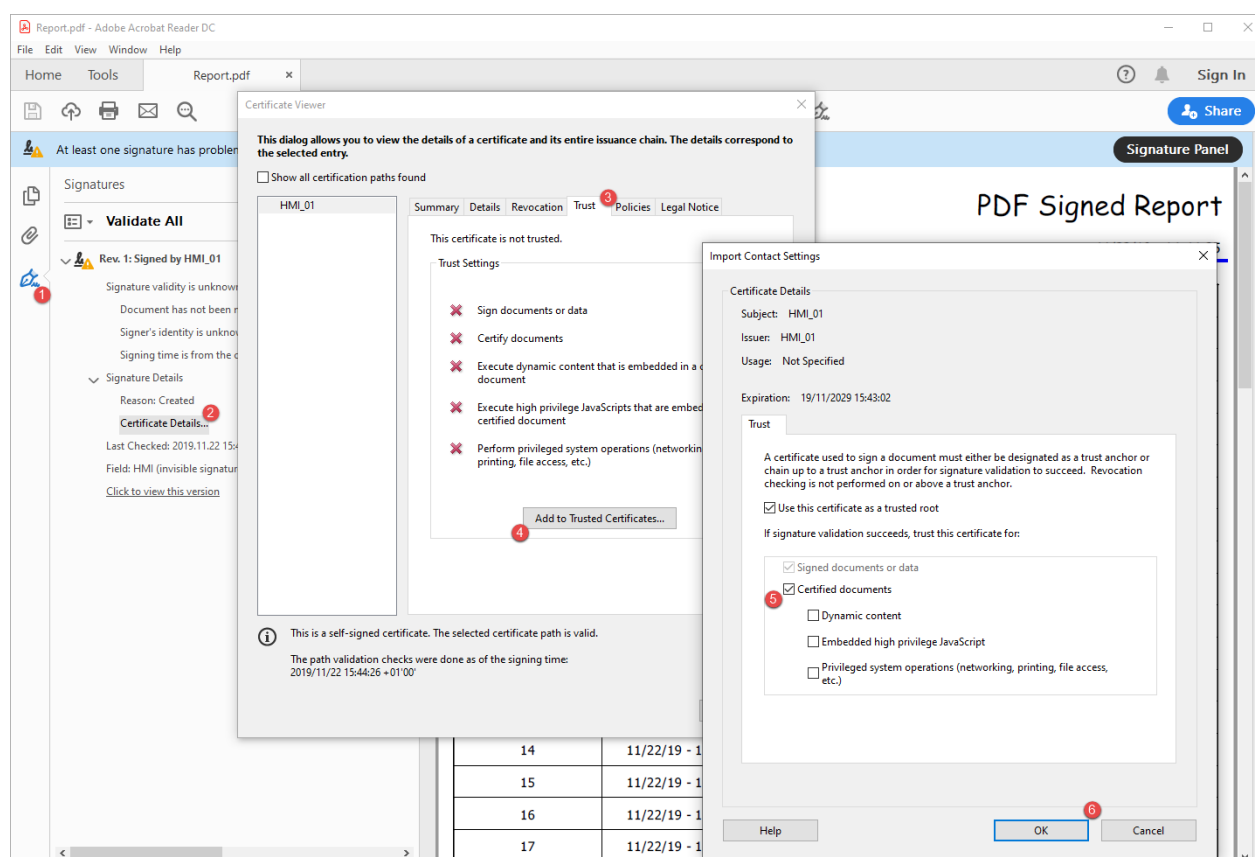 Report.pdf - Adobe Acrobat Reader DC
File Edit View Window Help
Home Tools Report.pdf × Sign In
Share
At least one signature has problem
Signature Panel
Signatures
Validate All
Rev. 1: Signed by HMI_01
Signature validity is unknown
Document has not been
Signer's identity is
Signing time is from the
Signature Details
Reason: Created
Certificate Details...
Last Checked: 2019.11.22
Field: HMI (invisible
Click to view this version
1
2
Certificate Viewer
This dialog allows you to view the details of a certificate and its entire issuance chain. The details correspond to
the selected entry.
Show all certification paths found
HMI_01
Summary Details Revocation Trust Policies Legal Notice
3
This certificate is not trusted.
Trust Settings
Sign documents or data
Certify documents
Execute dynamic content that is embedded in a
document
Execute high privilege JavaScripts that are
certified document
Perform privileged system operations
printing, file access, etc.)
Add to Trusted Certificates...
4
This is a self-signed certificate. The selected certificate path is valid.
The path validation checks were done as of the signing time:
2019/11/22 15:44:26 +01'00'
PDF Signed Report
14 11/22/19 - 1
15 11/22/19 - 1
16 11/22/19 - 1
17 11/22/19 - 1
Import Contact Settings
Certificate Details
Subject: HMI_01
Issuer: HMI_01
Usage: Not Specified
Expiration: 19/11/2029 15:43:02
Trust
A certificate used to sign a document must either be designated as a trust anchor or
chain up to a trust anchor in order for signature validation to succeed. Revocation
checking is not performed on or above a trust anchor.
Use this certificate as a trusted root
If signature validation succeeds, trust this certificate for:
Signed documents or data
Certified documents
5
Dynamic content
Embedded high privilege JavaScript
Privileged system operations (networking, printing, file access,
etc.)
6
Help OK Cancel